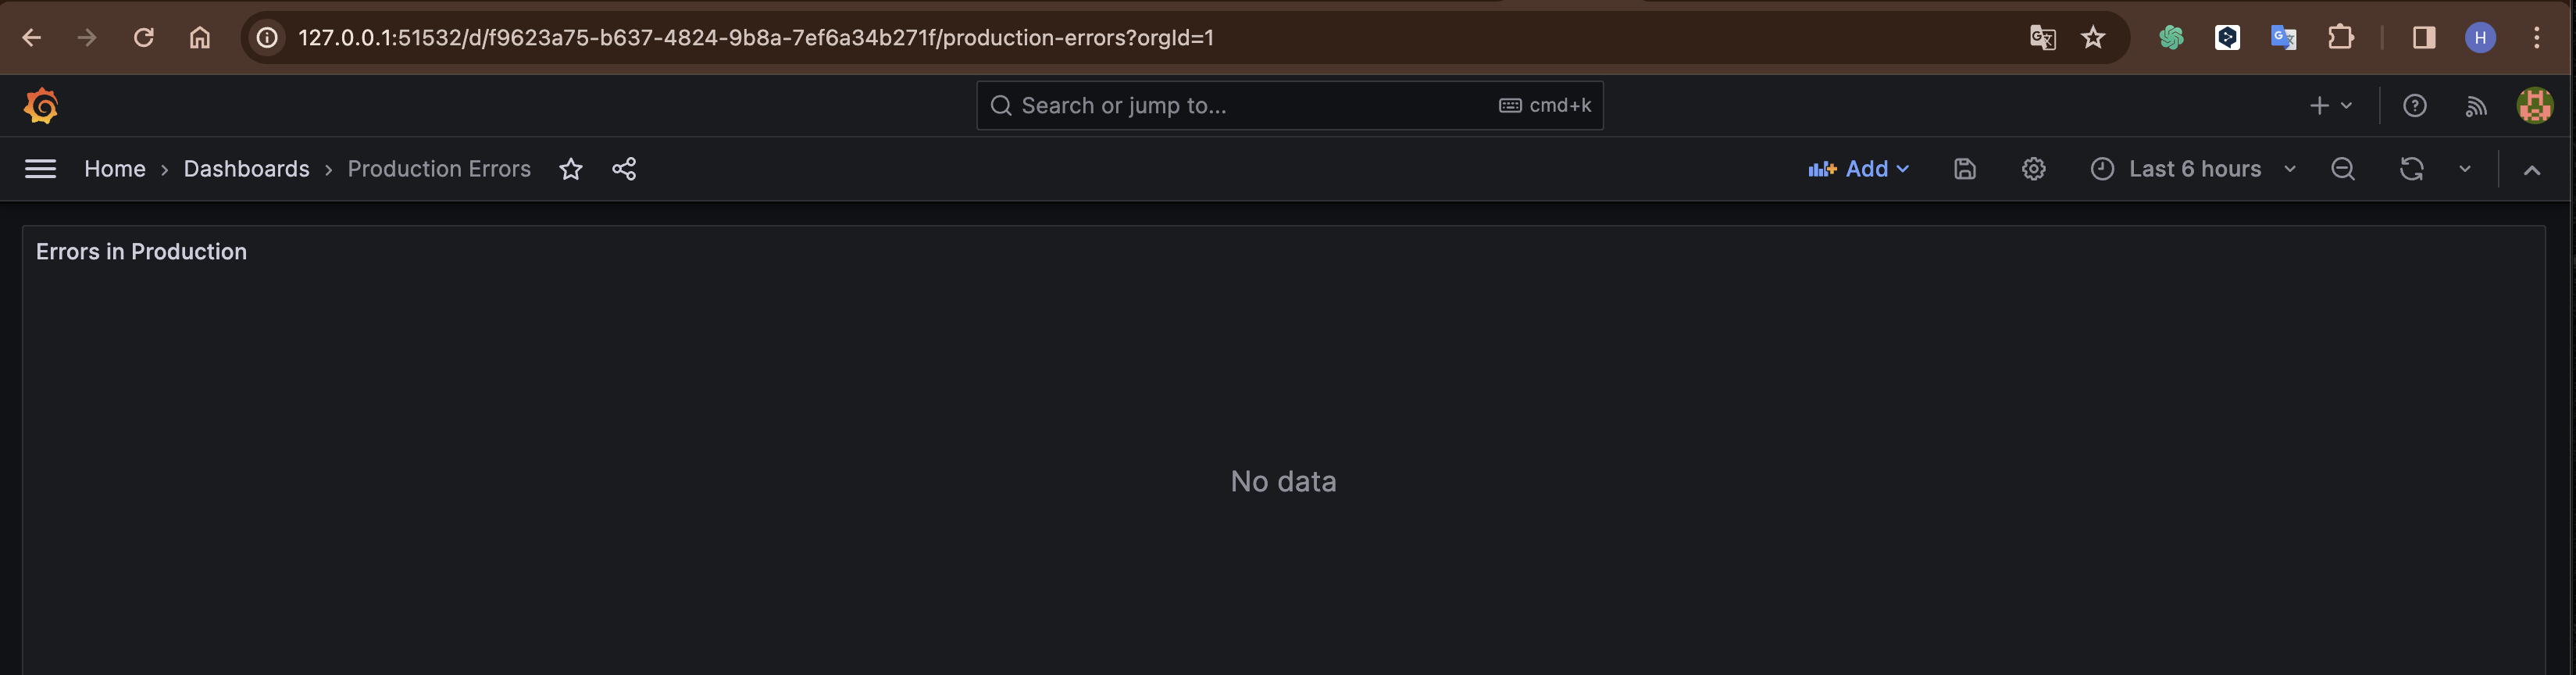 127.0.0.1:51532/d/f9623a75-b637-4824-9b8a-7ef6a34b271f/production-errors?orgId=1
H
Search or jump to...
cmd+k
Home › Dashboards › Production Errors
Add
Last 6 hours
Errors in Production
No data